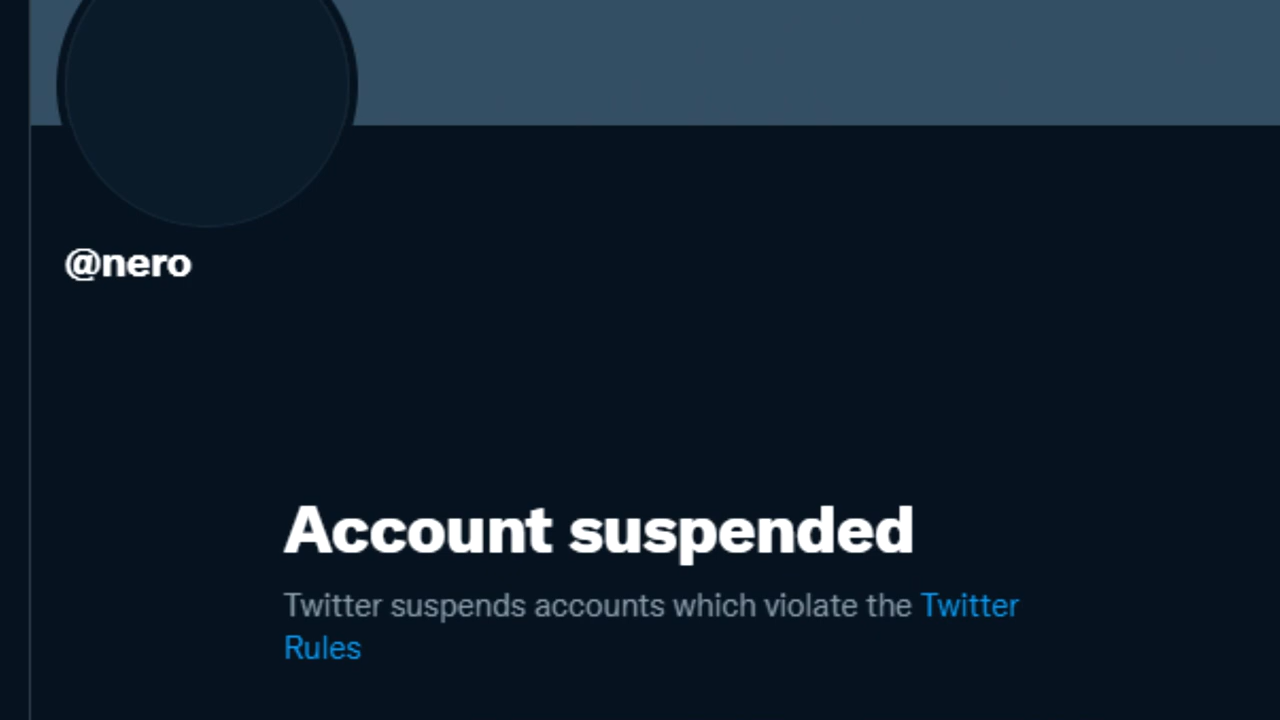 @nero
Account suspended
Twitter suspends accounts which violate the Twitter
Rules